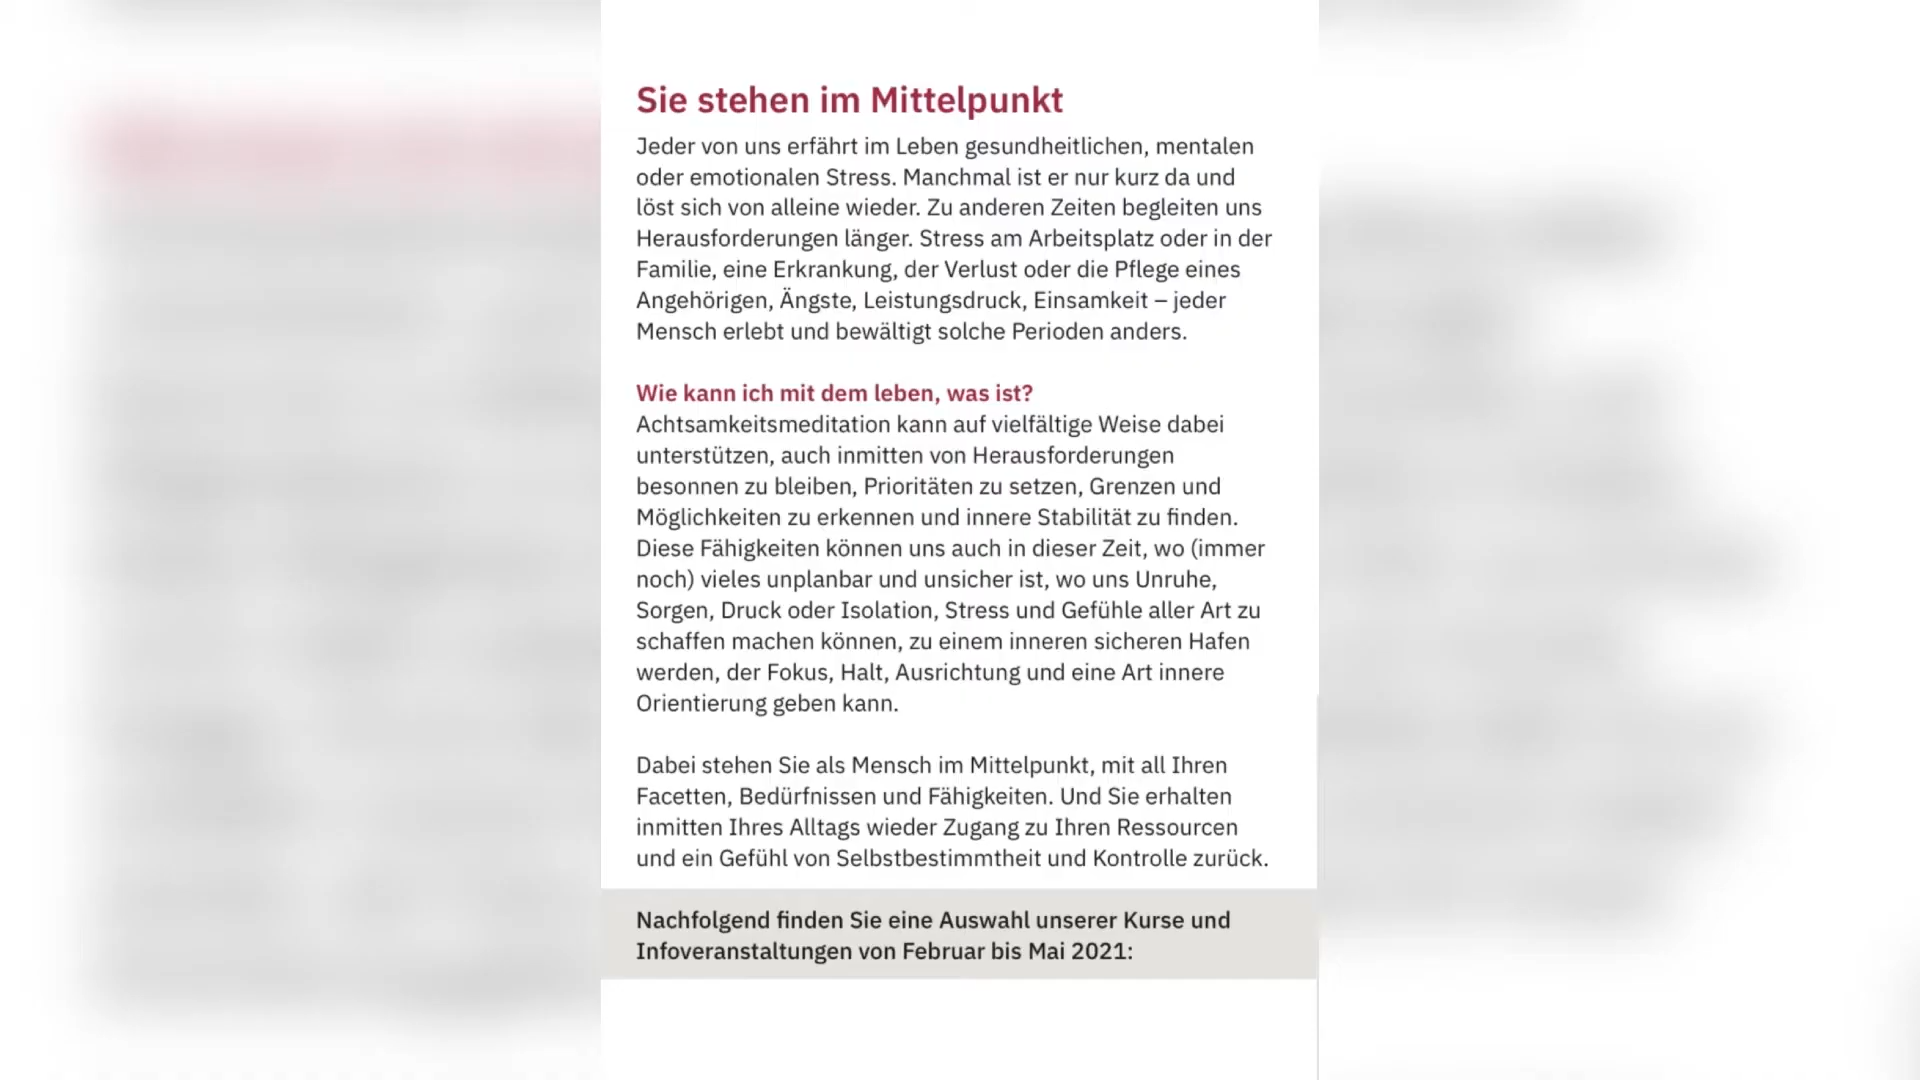 Sie stehen im Mittelpunkt
Jeder von uns erfährt im Leben gesundheitlichen, mentalen
oder emotionalen Stress. Manchmal ist er nur kurz da und
löst sich von alleine wieder. Zu anderen Zeiten begleiten uns
Herausforderungen länger. Stress am Arbeitsplatz oder in der
Familie, eine Erkrankung, der Verlust oder die Pflege eines
Angehörigen, Ängste, Leistungsdruck, Einsamkeit – jeder
Mensch erlebt und bewältigt solche Perioden anders.
Wie kann ich mit dem leben, was ist?
Achtsamkeitsmeditation kann auf vielfältige Weise dabei
unterstützen, auch inmitten von Herausforderungen
besonnen zu bleiben, Prioritäten zu setzen, Grenzen und
Möglichkeiten zu erkennen und innere Stabilität zu finden.
Diese Fähigkeiten können uns auch in dieser Zeit, wo (immer
noch) vieles unplanbar und unsicher ist, wo uns Unruhe,
Sorgen, Druck oder Isolation, Stress und Gefühle aller Art zu
schaffen machen können, zu einem inneren sicheren Hafen
werden, der Fokus, Halt, Ausrichtung und eine Art innere
Orientierung geben kann.
Dabei stehen Sie als Mensch im Mittelpunkt, mit all Ihren
Facetten, Bedürfnissen und Fähigkeiten. Und Sie erhalten
inmitten Ihres Alltags wieder Zugang zu Ihren Ressourcen
und ein Gefühl von Selbstbestimmtheit und Kontrolle zurück.
Nachfolgend finden Sie eine Auswahl unserer Kurse und
Infoveranstaltungen von Februar bis Mai 2021: